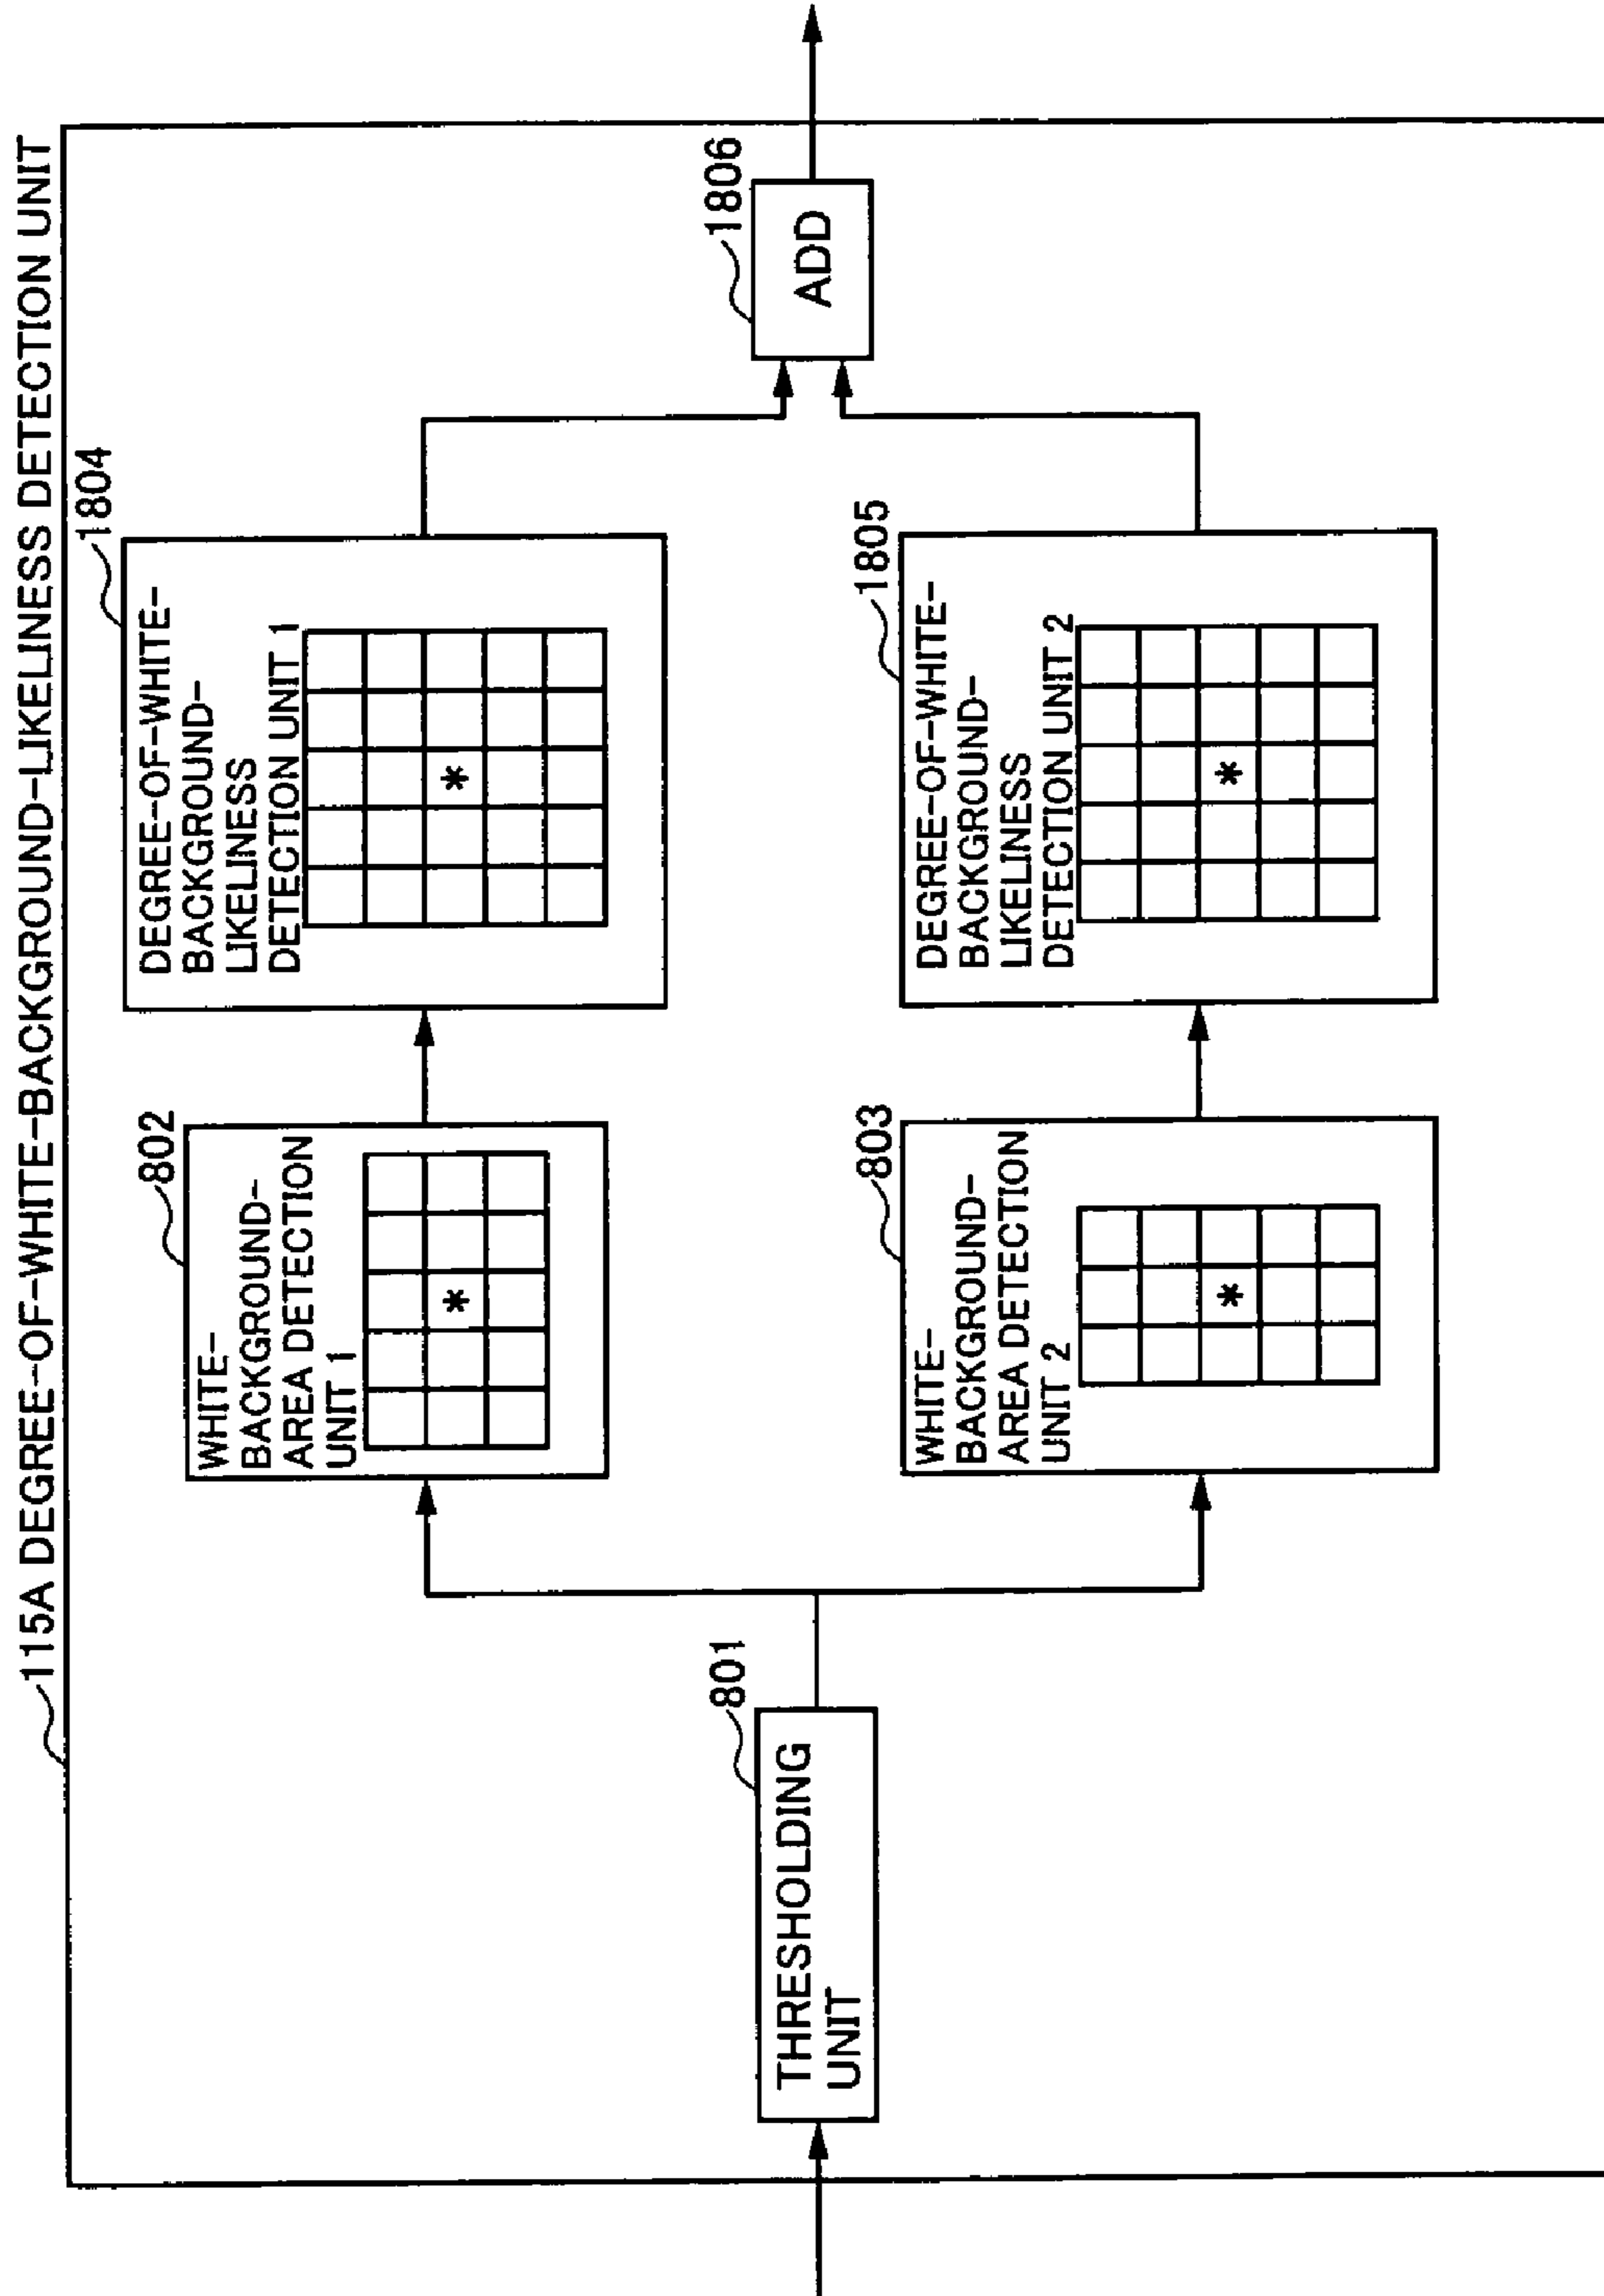 115A DEGREE-OF-WHITE-BACKGROUND-LIKELINESS DETECTION UNIT
801
THRESHOLDING
UNIT
802
WHITE-
BACKGROUND-
AREA DETECTION
UNIT 1
*
803
WHITE-
BACKGROUND-
AREA DETECTION
UNIT 2
*
1804
DEGREE-OF-WHITE-
BACKGROUND-
LIKELINESS
DETECTION UNIT 1
*
1805
DEGREE-OF-WHITE-
BACKGROUND-
LIKELINESS
DETECTION UNIT 2
*
1806
ADD